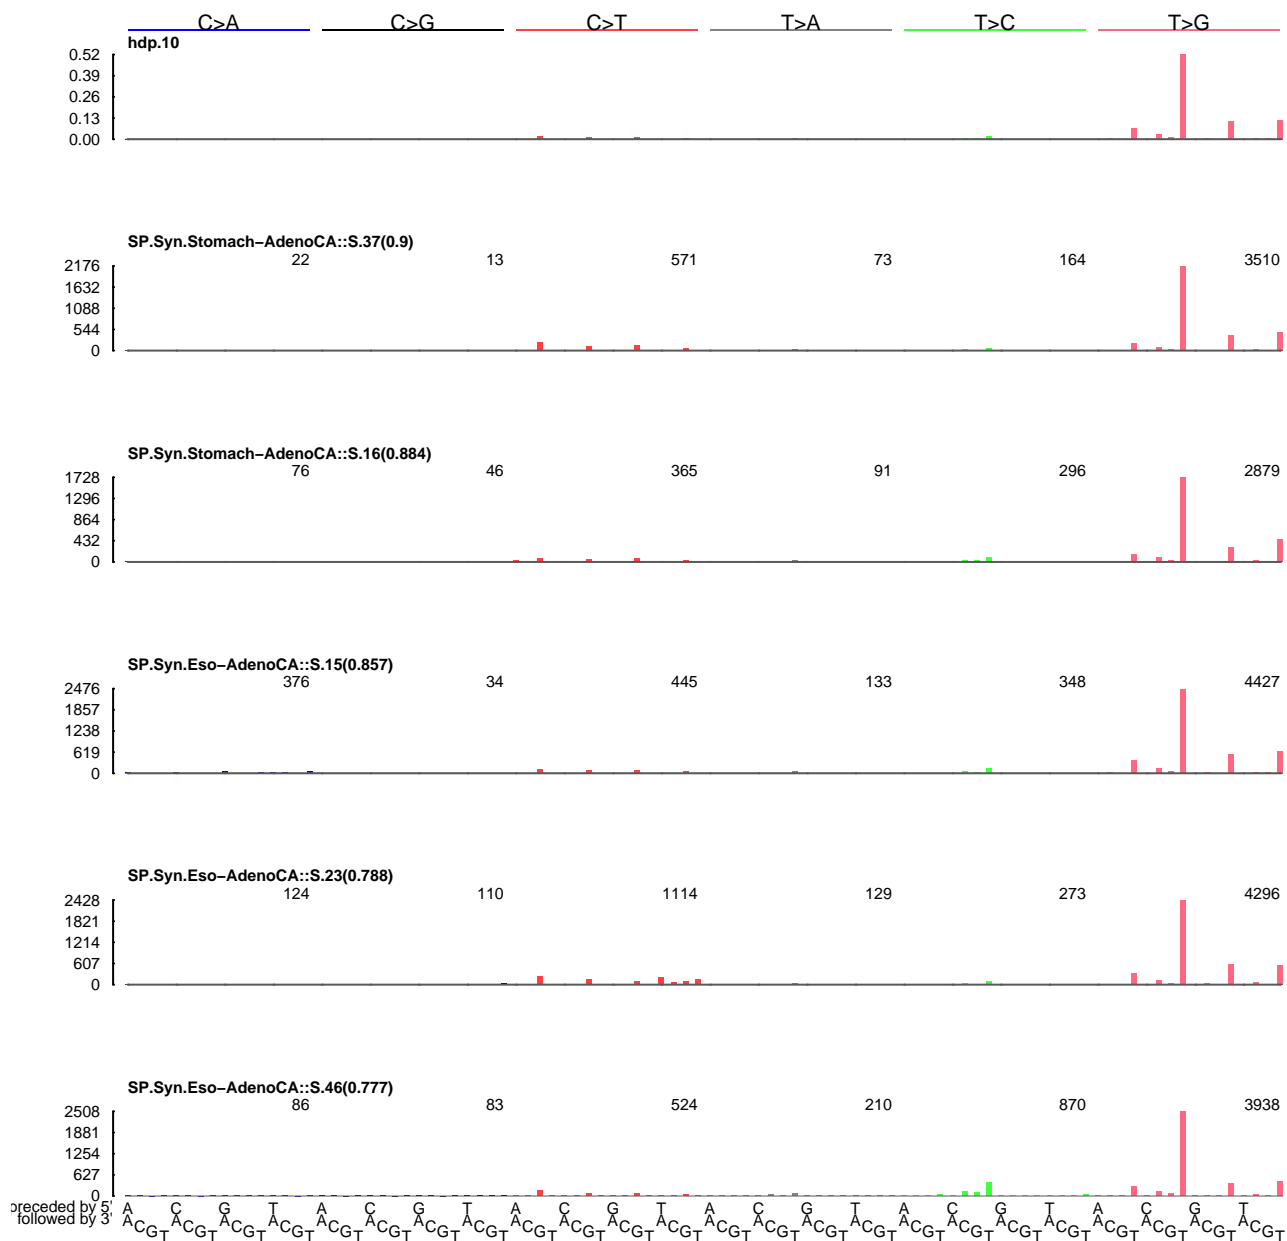 C>A C>G C>T T>A T>C T>G
hdp.10
0.52
0.39
0.26
0.13
0.00
SP.Syn.Stomach−AdenoCA::S.37(0.9)
22 13 571 73 164 3510
2176
1632
1088
544
0
SP.Syn.Stomach−AdenoCA::S.16(0.884)
76 46 365 91 296 2879
1728
1296
864
432
0
SP.Syn.Eso−AdenoCA::S.15(0.857)
376 34 445 133 348 4427
2476
1857
1238
619
0
SP.Syn.Eso−AdenoCA::S.23(0.788)
124 110 1114 129 273 4296
2428
1821
1214
607
0
SP.Syn.Eso−AdenoCA::S.46(0.777)
86 83 524 210 870 3938
2508
1881
1254
627
0
preceded by 5' A C G T A C G T A C G T A C G T A C G T A C G T
followed by 3' A C G T A C G T A C G T A C G T A C G T A C G T A C G T A C G T A C G T A C G T A C G T A C G T A C G T A C G T A C G T A C G T A C G T A C G T A C G T A C G T A C G T A C G T A C G T A C G T